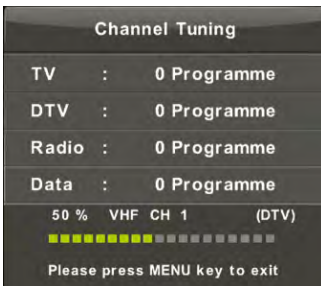 Channel Tuning
TV : 0 Programme
DTV : 0 Programme
Radio : 0 Programme
Data : 0 Programme
50 % VHF CH 1 (DTV)
Please press MENU key to exit